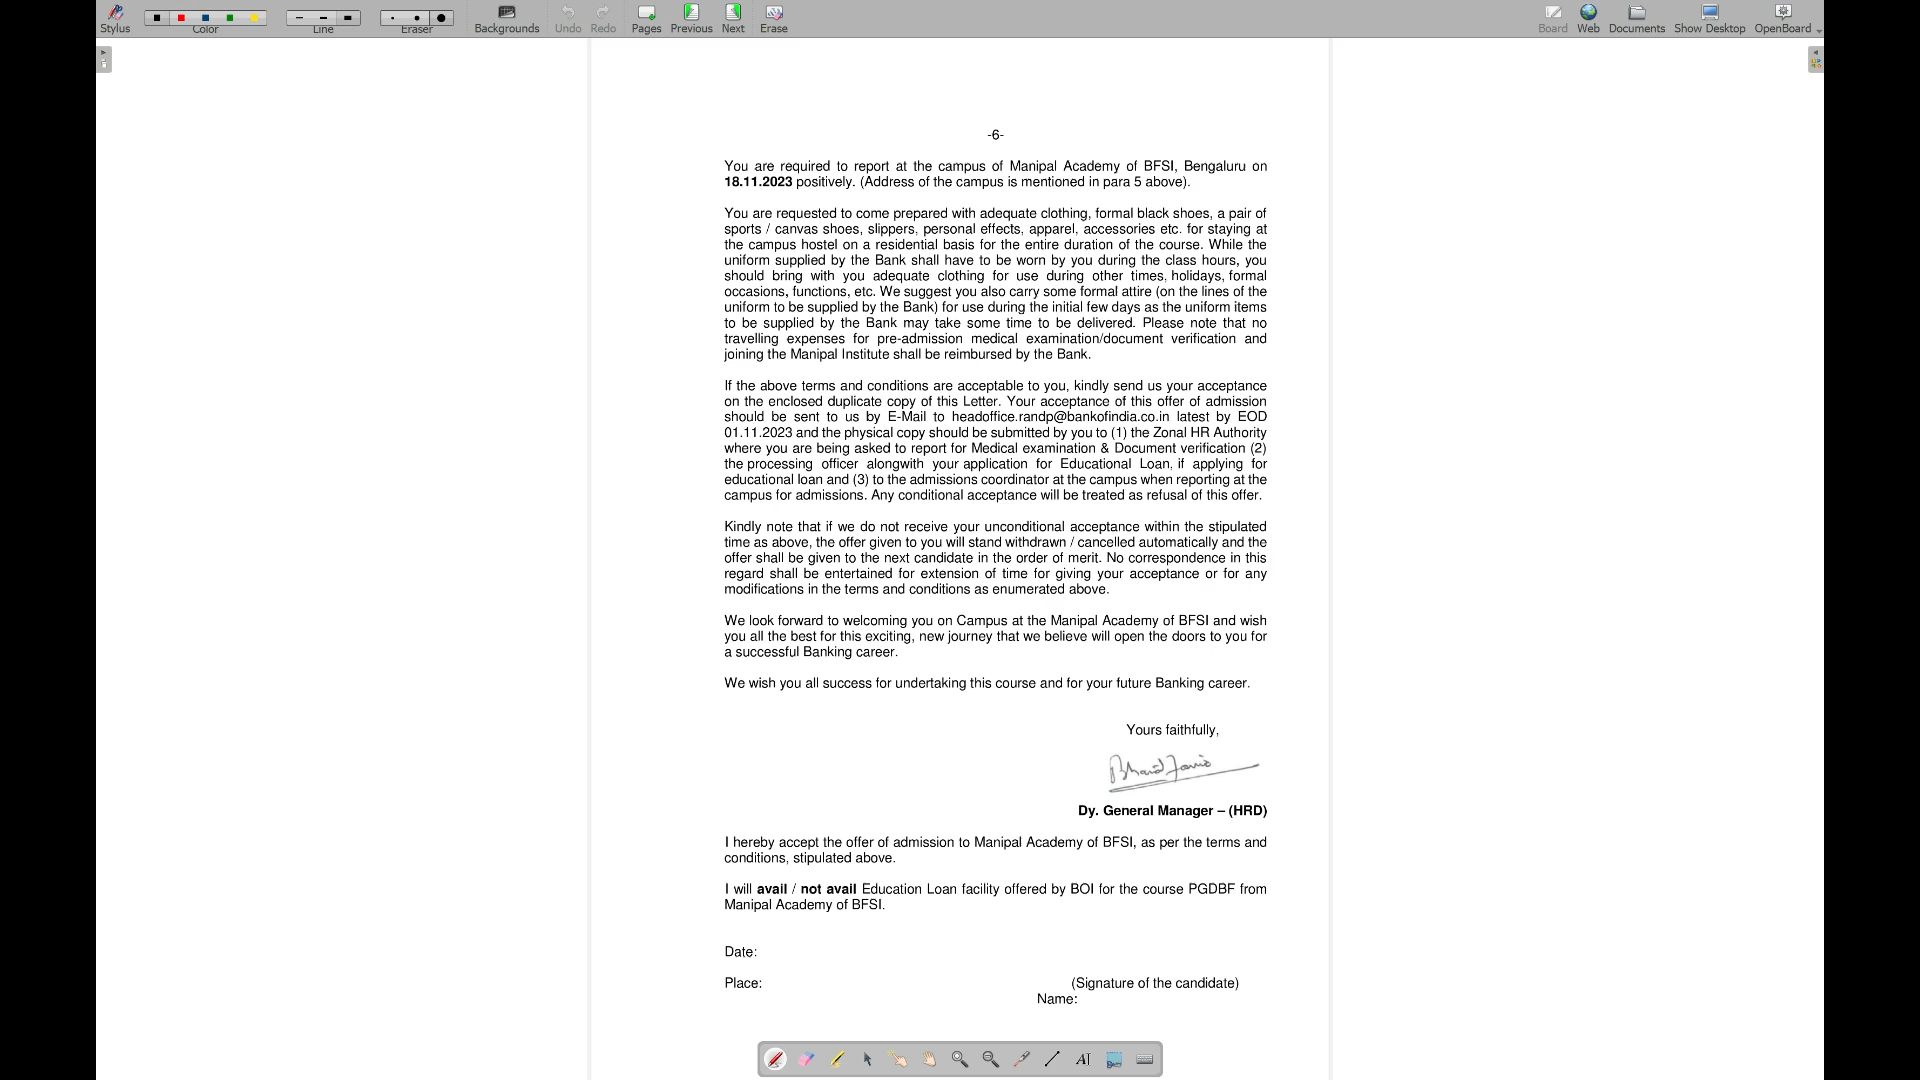 Stylus Color Line Eraser Backgrounds Undo Redo Pages Previous Next Erase Board Web Documents Show Desktop OpenBoard
-6-
You are required to report at the campus of Manipal Academy of BFSI, Bengaluru on
18.11.2023 positively. (Address of the campus is mentioned in para 5 above).
You are requested to come prepared with adequate clothing, formal black shoes, a pair of
sports / canvas shoes, slippers, personal effects, apparel, accessories etc. for staying at
the campus hostel on a residential basis for the entire duration of the course. While the
uniform supplied by the Bank shall have to be worn by you during the class hours, you
should bring with you adequate clothing for use during other times, holidays, formal
occasions, functions, etc. We suggest you also carry some formal attire (on the lines of the
uniform to be supplied by the Bank) for use during the initial few days as the uniform items
to be supplied by the Bank may take some time to be delivered. Please note that no
travelling expenses for pre-admission medical examination/document verification and
joining the Manipal Institute shall be reimbursed by the Bank.
If the above terms and conditions are acceptable to you, kindly send us your acceptance
on the enclosed duplicate copy of this Letter. Your acceptance of this offer of admission
should be sent to us by E-Mail to headoffice.randp@bankofindia.co.in latest by EOD
01.11.2023 and the physical copy should be submitted by you to (1) the Zonal HR Authority
where you are being asked to report for Medical examination & Document verification (2)
the processing officer alongwith your application for Educational Loan, if applying for
educational loan and (3) to the admissions coordinator at the campus when reporting at the
campus for admissions. Any conditional acceptance will be treated as refusal of this offer.
Kindly note that if we do not receive your unconditional acceptance within the stipulated
time as above, the offer given to you will stand withdrawn / cancelled automatically and the
offer shall be given to the next candidate in the order of merit. No correspondence in this
regard shall be entertained for extension of time for giving your acceptance or for any
modifications in the terms and conditions as enumerated above.
We look forward to welcoming you on Campus at the Manipal Academy of BFSI and wish
you all the best for this exciting, new journey that we believe will open the doors to you for
a successful Banking career.
We wish you all success for undertaking this course and for your future Banking career.
Yours faithfully,
Dy. General Manager – (HRD)
I hereby accept the offer of admission to Manipal Academy of BFSI, as per the terms and
conditions, stipulated above.
I will avail / not avail Education Loan facility offered by BOI for the course PGDBF from
Manipal Academy of BFSI.
Date:
Place: (Signature of the candidate)
Name: